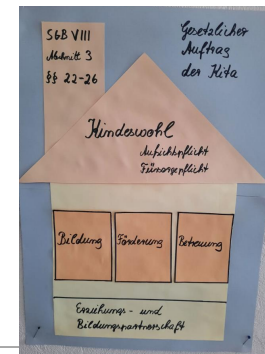 SGB VIII
Abschnitt 3
§§ 22-26
Gesetzlicher
Auftrag
der Kita
Kindeswohl
Aufsichtspflicht
Fürsorgepflicht
Bildung
Förderung
Betreuung
Erziehungs- und
Bildungspartnerschaft